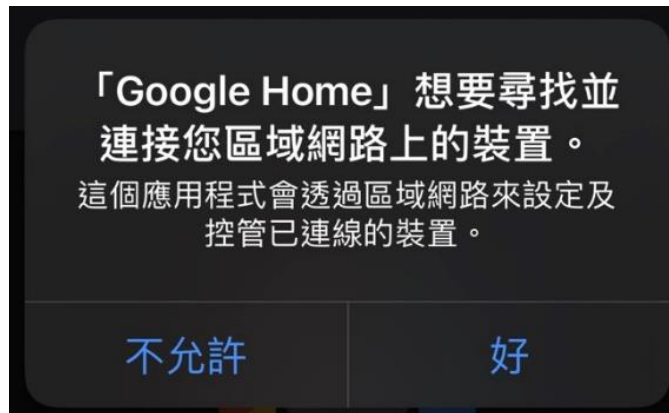 「Google Home」想要尋找並
連接您區域網路上的裝置。
這個應用程式會透過區域網路來設定及
控管已連線的裝置。
不允許
好